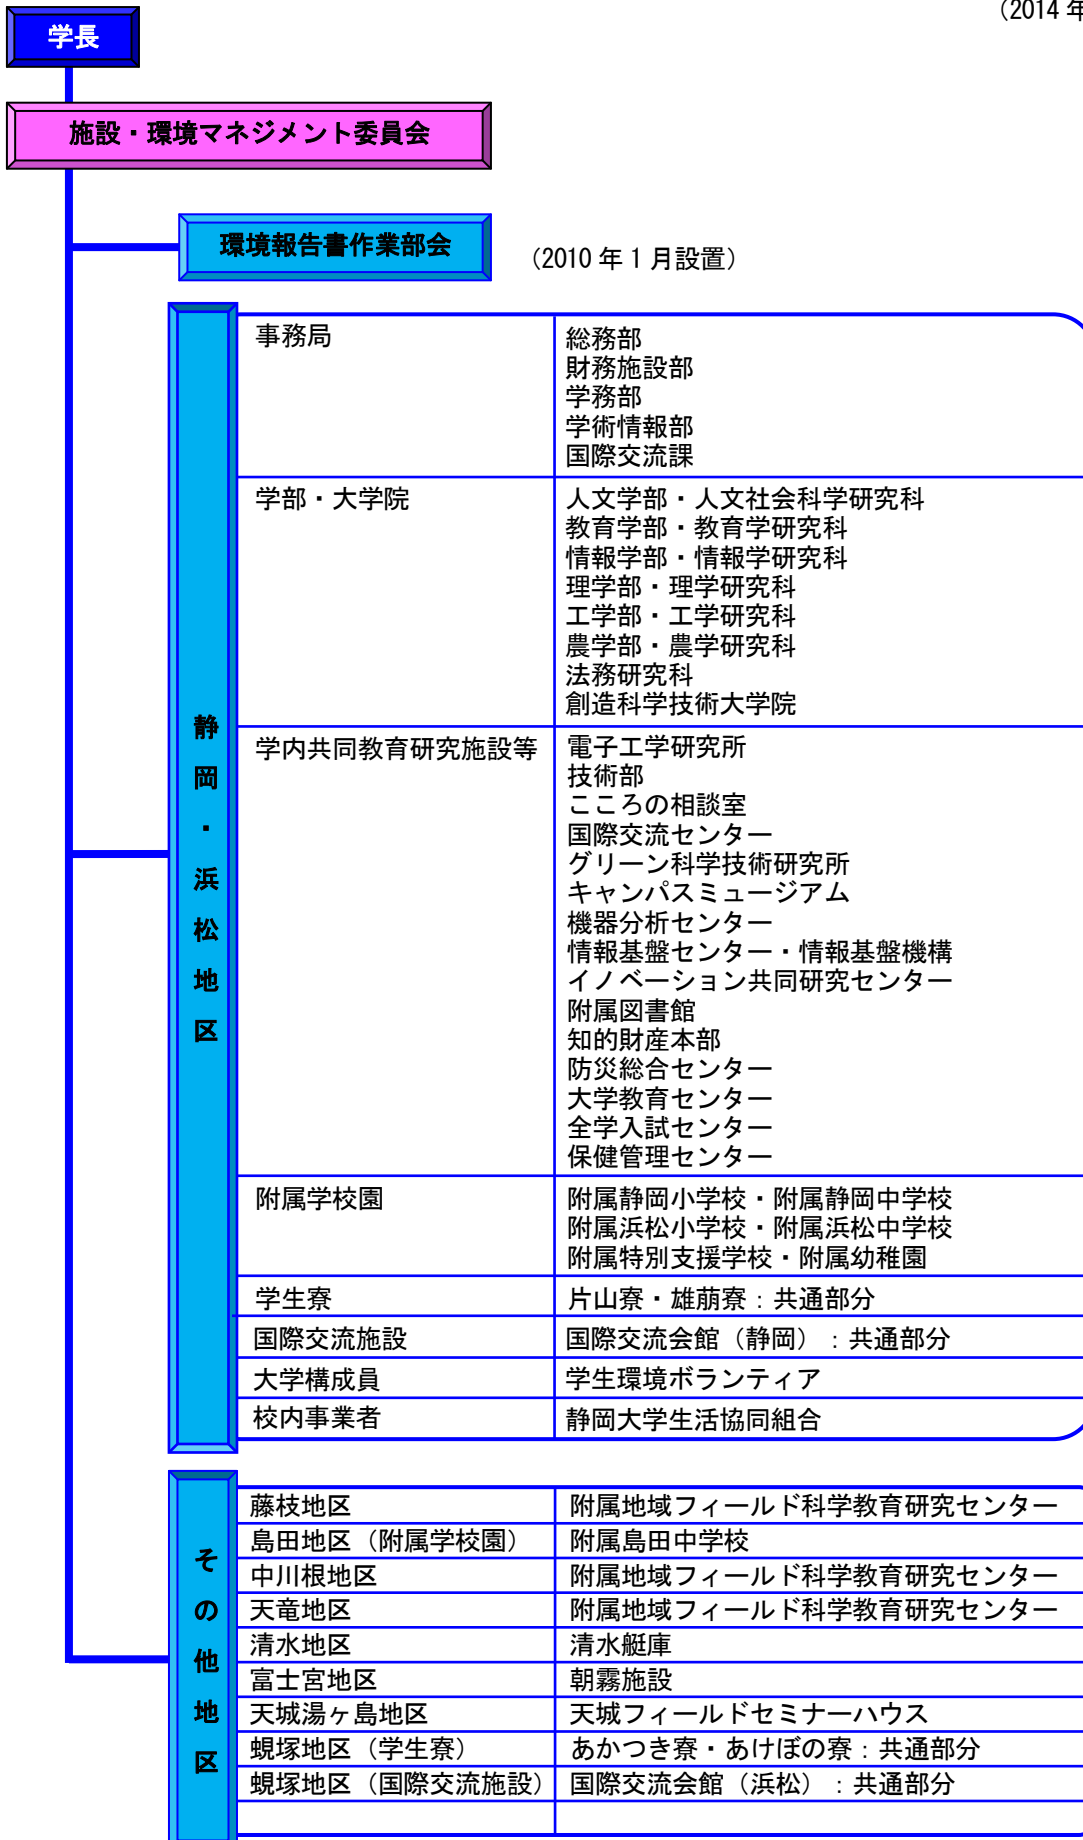 （2014 年
学長
施設・環境マネジメント委員会
環境報告書作業部会
（2010 年 1 月設置）
静岡・浜松地区
事務局
総務部
財務施設部
学務部
学術情報部
国際交流課
学部・大学院
人文学部・人文社会科学研究科
教育学部・教育学研究科
情報学部・情報学研究科
理学部・理学研究科
工学部・工学研究科
農学部・農学研究科
法務研究科
創造科学技術大学院
学内共同教育研究施設等
電子工学研究所
技術部
こころの相談室
国際交流センター
グリーン科学技術研究所
キャンパスミュージアム
機器分析センター
情報基盤センター・情報基盤機構
イノベーション共同研究センター
附属図書館
知的財産本部
防災総合センター
大学教育センター
全学入試センター
保健管理センター
附属学校園
附属静岡小学校・附属静岡中学校
附属浜松小学校・附属浜松中学校
附属特別支援学校・附属幼稚園
学生寮
片山寮・雄萠寮：共通部分
国際交流施設
国際交流会館（静岡）：共通部分
大学構成員
学生環境ボランティア
校内事業者
静岡大学生活協同組合
その他地区
藤枝地区
附属地域フィールド科学教育研究センター
島田地区（附属学校園）
附属島田中学校
中川根地区
附属地域フィールド科学教育研究センター
天竜地区
附属地域フィールド科学教育研究センター
清水地区
清水艇庫
富士宮地区
朝霧施設
天城湯ヶ島地区
天城フィールドセミナーハウス
蜆塚地区（学生寮）
あかつき寮・あけぼの寮：共通部分
蜆塚地区（国際交流施設）
国際交流会館（浜松）：共通部分